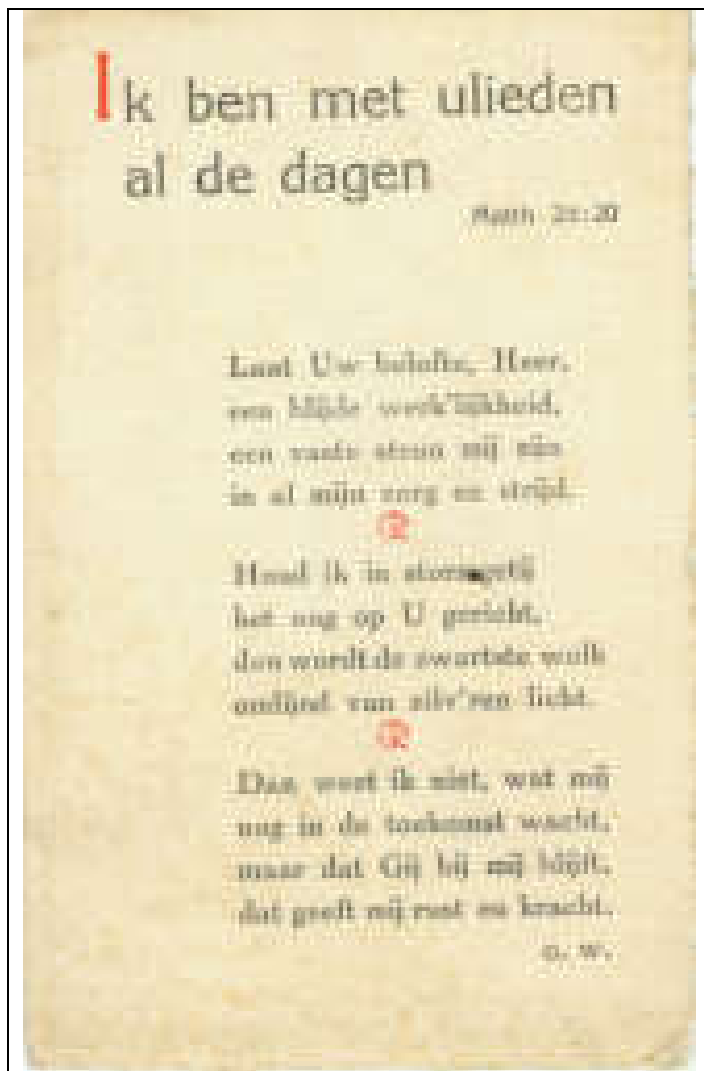 Ik ben met ulieden
al de dagen
Matth 28:20
Laat Uw belofte, Heer,
een blijde werk'lijkheid,
een vaste steun mij zijn
in al mijn zorg en strijd.
Houd ik in stormgetij
het oog op U gericht,
dan wordt de zwartste wolk
omlijnd van zilv'ren licht.
Dan weet ik niet, wat mij
nog in de toekomst wacht,
maar dat Gij bij mij blijft,
dat geeft mij rust en kracht.